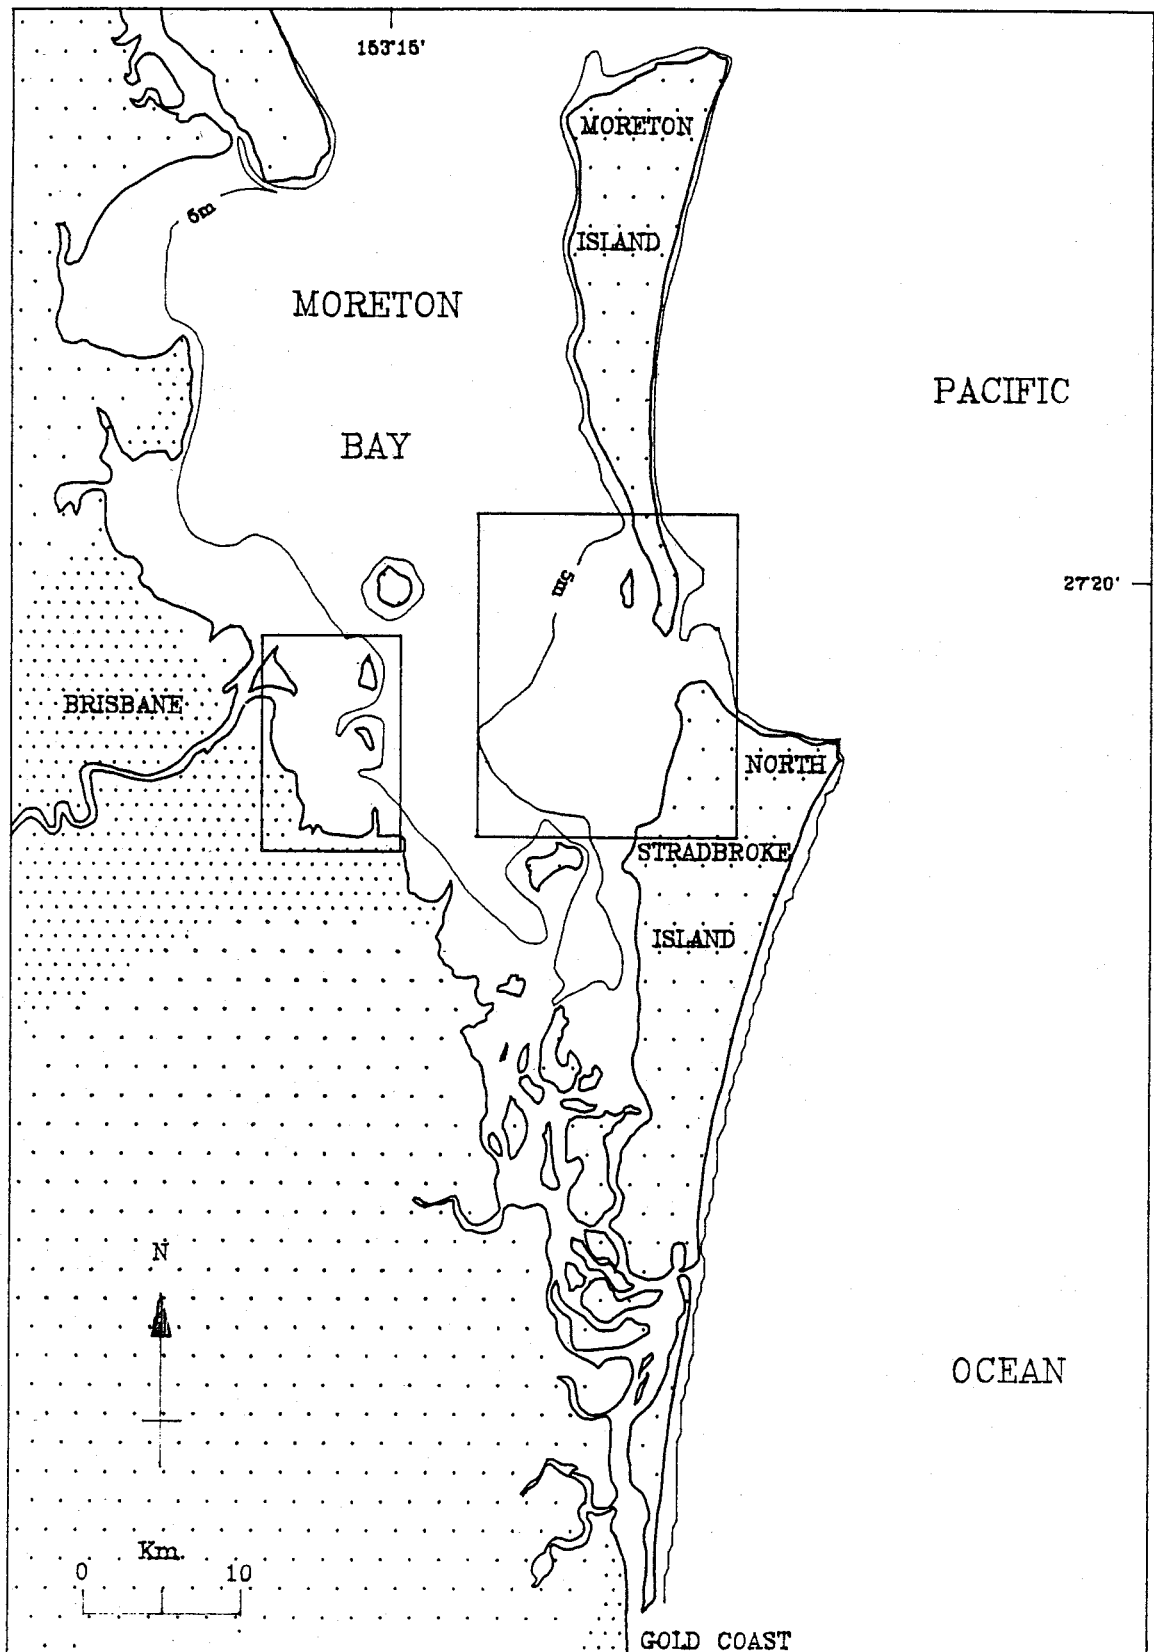 153°15'
MORETON
ISLAND
5m
MORETON
PACIFIC
BAY
5m
27°20'
BRISBANE
NORTH
STRADBROKE
ISLAND
N
OCEAN
Km.
0 10
GOLD COAST